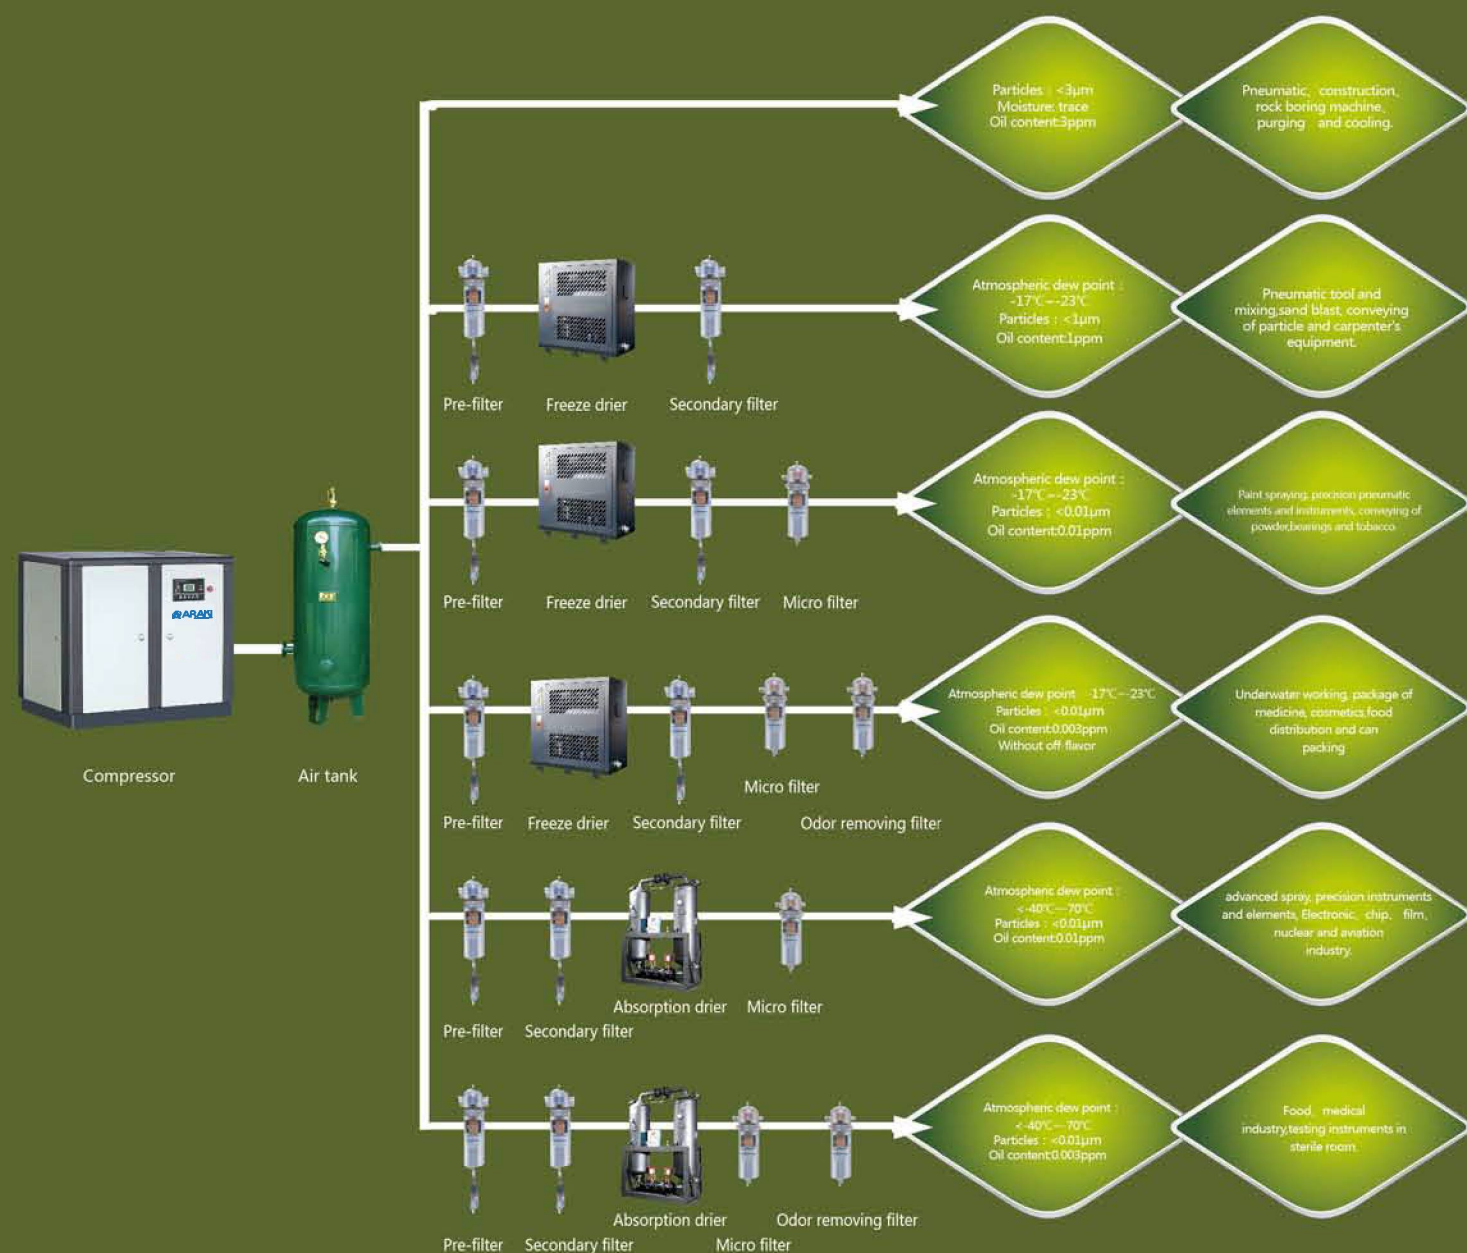 Particles : <3μm
Moisture: trace
Oil content:3ppm
Pneumatic、construction、
rock boring machine、
purging and cooling.
Atmospheric dew point :
-17℃~-23℃
Particles : <1μm
Oil content:1ppm
Pneumatic tool and
mixing,sand blast, conveying
of particle and carpenter's
equipment.
Pre-filter
Freeze drier
Secondary filter
Atmospheric dew point :
-17℃~-23℃
Particles : <0.01μm
Oil content:0.01ppm
Paint spraying, precision pneumatic
elements and instruments, conveying of
powder,bearings and tobacco
Pre-filter
Freeze drier
Secondary filter
Micro filter
ARAKI
Compressor
Air tank
Atmospheric dew point -17℃~-23℃
Particles : <0.01μm
Oil content:0.003ppm
Without off flavor
Underwater working, package of
medicine, cosmetics,food
distribution and can
packing
Pre-filter
Freeze drier
Secondary filter
Micro filter
Odor removing filter
Atmospheric dew point :
<-40℃~-70℃
Particles : <0.01μm
Oil content:0.01ppm
advanced spray, precision instruments
and elements, Electronic、chip、 film、
nuclear and aviation
industry.
Pre-filter
Secondary filter
Absorption drier
Micro filter
Atmospheric dew point :
<-40℃~-70℃
Particles : <0.01μm
Oil content:0.003ppm
Food、medical
industry,testing instruments in
sterile room.
Pre-filter
Secondary filter
Absorption drier
Micro filter
Odor removing filter